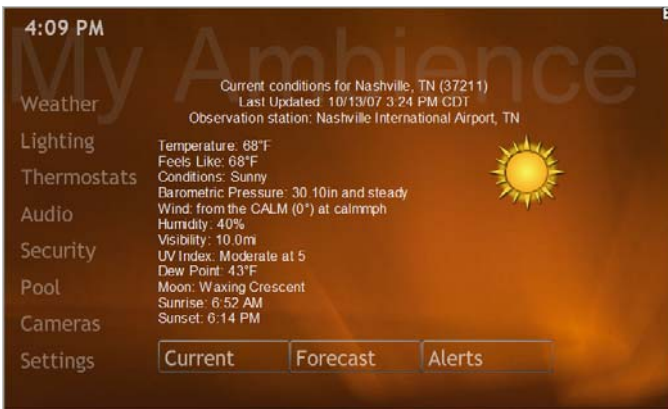 4:09 PM
My Ambience
Current conditions for Nashville, TN (37211)
Last Updated: 10/13/07 3:24 PM CDT
Observation station: Nashville International Airport, TN
Weather
Lighting
Thermostats
Audio
Security
Pool
Cameras
Settings
Temperature: 68°F
Feels Like: 68°F
Conditions: Sunny
Barometric Pressure: 30.10in and steady
Wind: from the CALM (0°) at calmmph
Humidity: 40%
Visibility: 10.0mi
UV Index: Moderate at 5
Dew Point: 43°F
Moon: Waxing Crescent
Sunrise: 6:52 AM
Sunset: 6:14 PM
Current
Forecast
Alerts